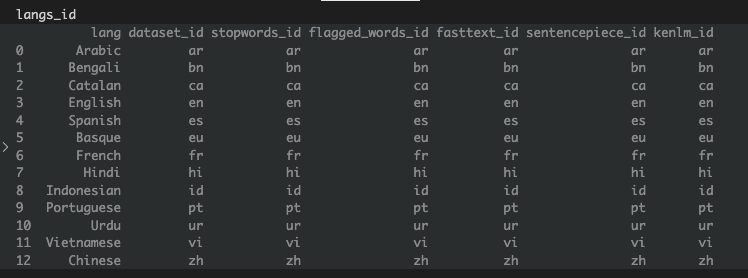 langs_id
lang dataset_id stopwords_id flagged_words_id fasttext_id sentencepiece_id kenlm_id
0 Arabic ar ar ar ar ar ar
1 Bengali bn bn bn bn bn bn
2 Catalan ca ca ca ca ca ca
3 English en en en en en en
4 Spanish es es es es es es
5 Basque eu eu eu eu eu eu
6 French fr fr fr fr fr fr
7 Hindi hi hi hi hi hi hi
8 Indonesian id id id id id id
9 Portuguese pt pt pt pt pt pt
10 Urdu ur ur ur ur ur ur
11 Vietnamese vi vi vi vi vi vi
12 Chinese zh zh zh zh zh zh